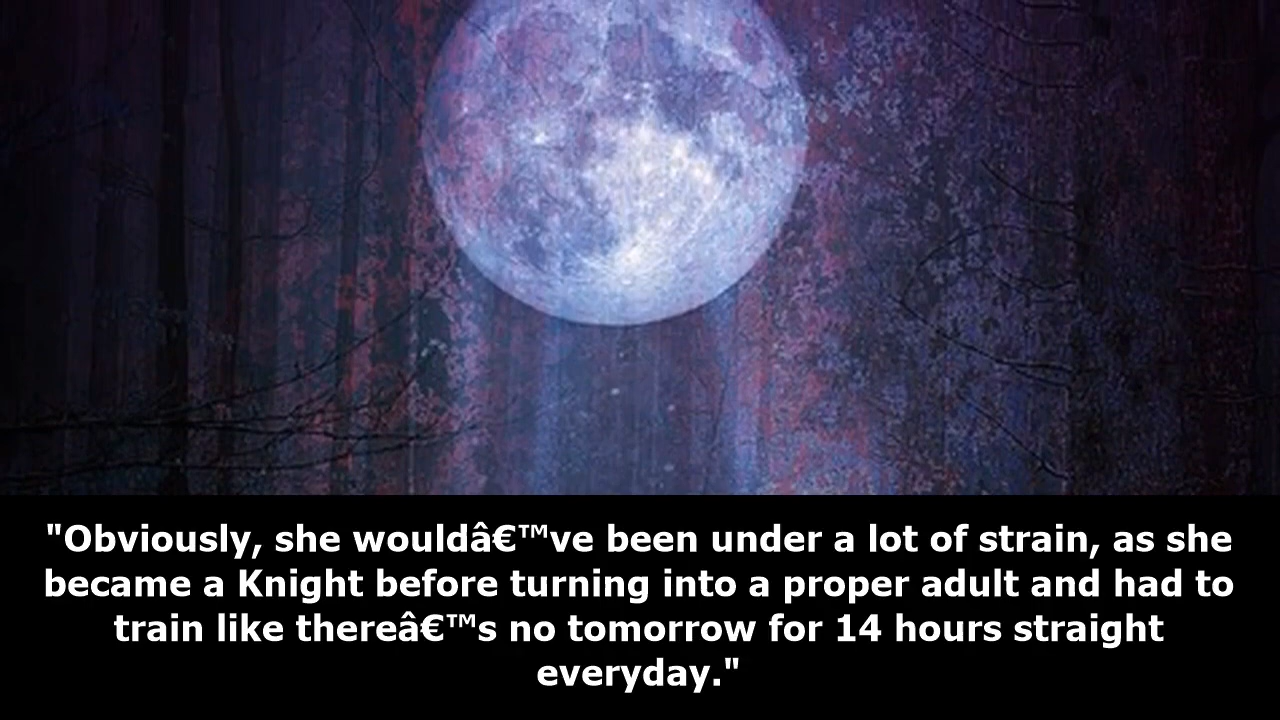 "Obviously, she wouldâ€™ve been under a lot of strain, as she
became a Knight before turning into a proper adult and had to
train like thereâ€™s no tomorrow for 14 hours straight
everyday."